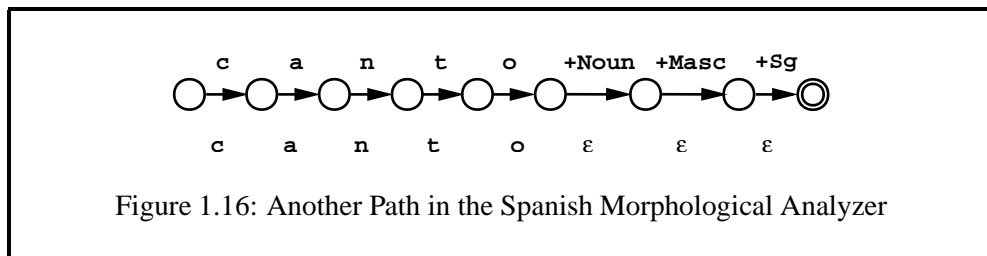 c a n t o +Noun +Masc +Sg
c a n t o ε ε ε
Figure 1.16: Another Path in the Spanish Morphological Analyzer